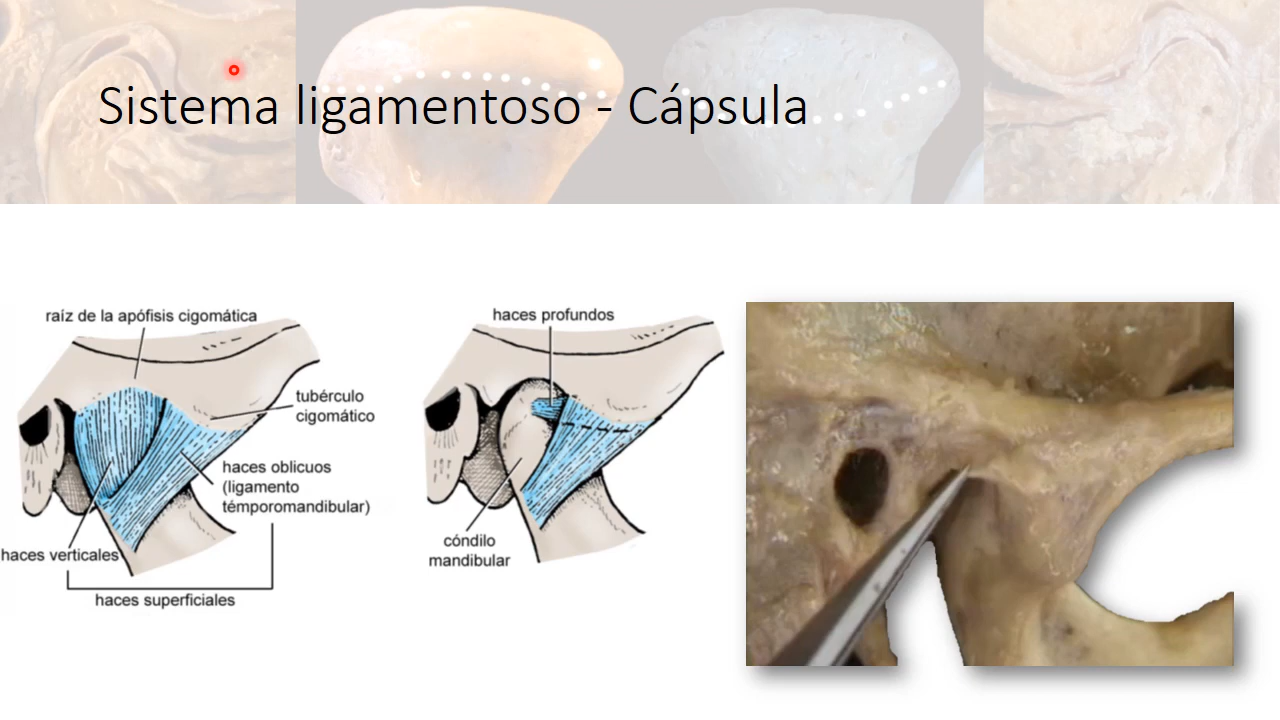 Sistema ligamentoso - Cápsula
raíz de la apófisis cigomática
tubérculo
cigomático
haces oblicuos
(ligamento
témporomandibular)
haces verticales
haces superficiales
haces profundos
cóndilo
mandibular